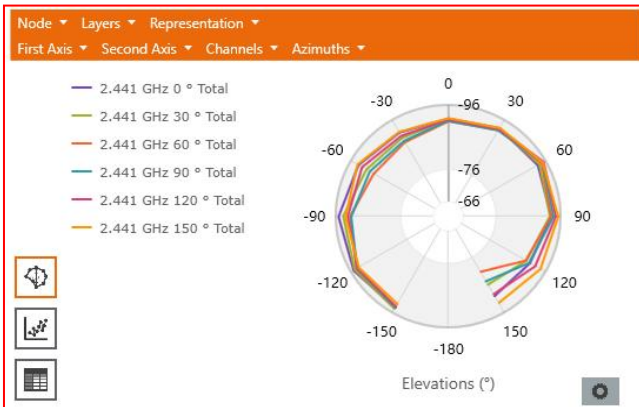 Node Layers Representation
First Axis Second Axis Channels Azimuths
2.441 GHz 0 ° Total
2.441 GHz 30 ° Total
2.441 GHz 60 ° Total
2.441 GHz 90 ° Total
2.441 GHz 120 ° Total
2.441 GHz 150 ° Total
0
-30
-96
30
-60
60
-76
-66
-90
90
-120
120
-150
150
-180
Elevations (°)